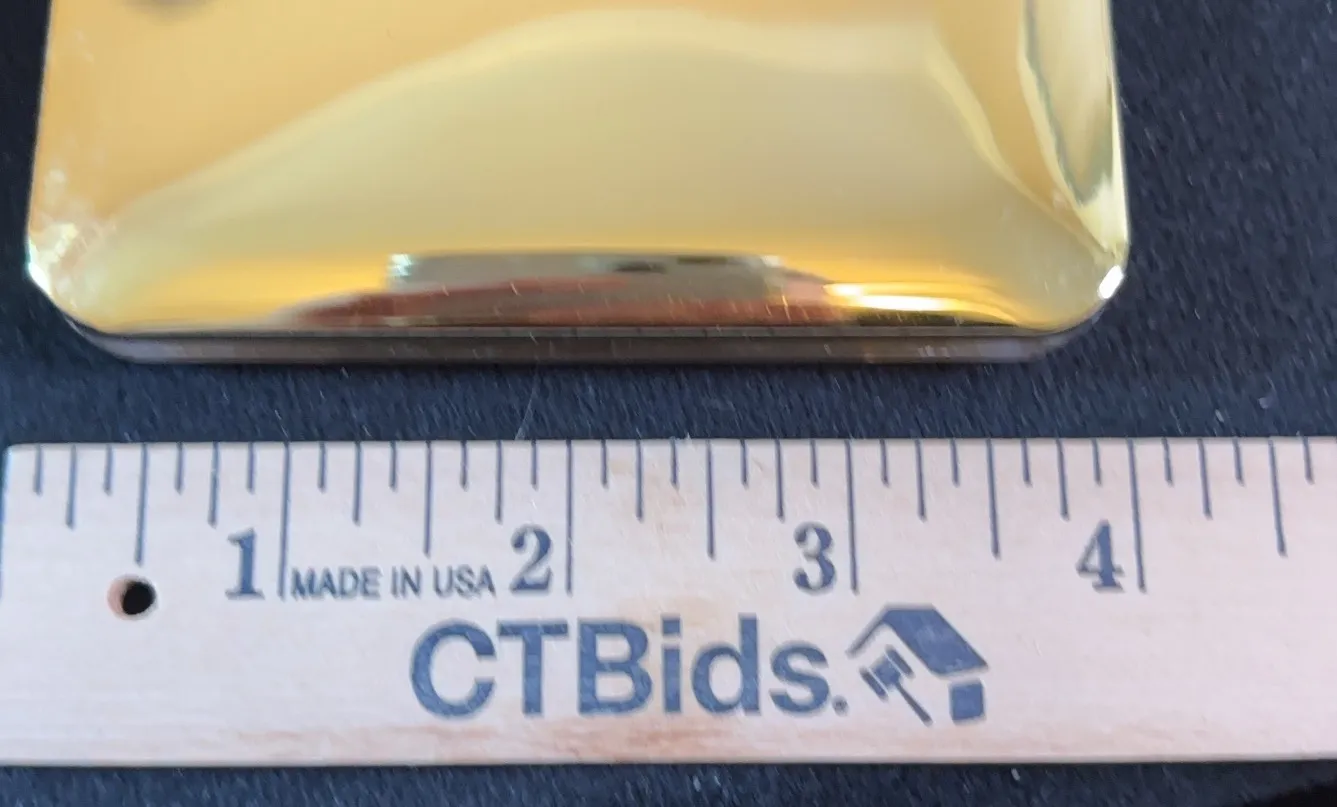 1 MADE IN USA 2 3 4
CTBids.